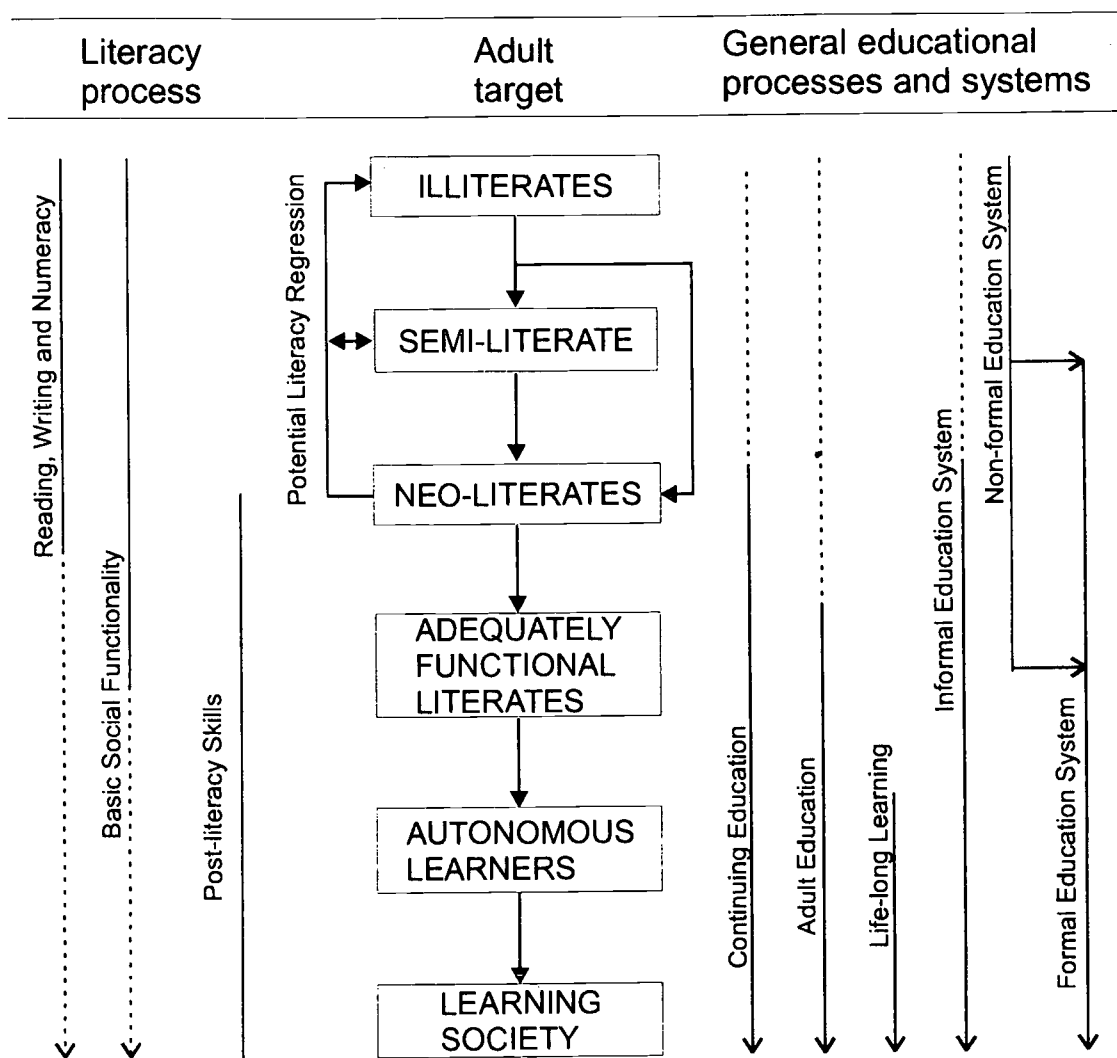 Literacy
process
Adult
target
General educational
processes and systems
Reading, Writing and Numeracy
Basic Social Functionality
Post-literacy Skills
Potential Literacy Regression
ILLITERATES
SEMI-LITERATE
NEO-LITERATES
ADEQUATELY
FUNCTIONAL
LITERATES
AUTONOMOUS
LEARNERS
LEARNING
SOCIETY
Continuing Education
Adult Education
Life-long Learning
Informal Education System
Non-formal Education System
Formal Education System